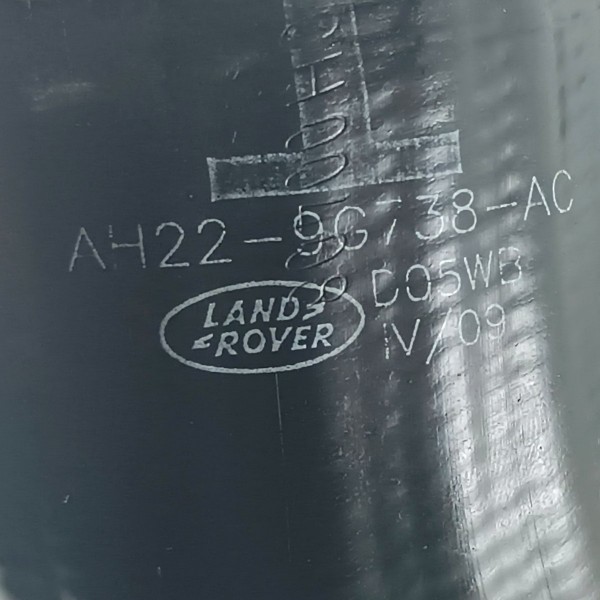 AH22-9G738-AC
D05WB
LAND
ROVER
IV/09